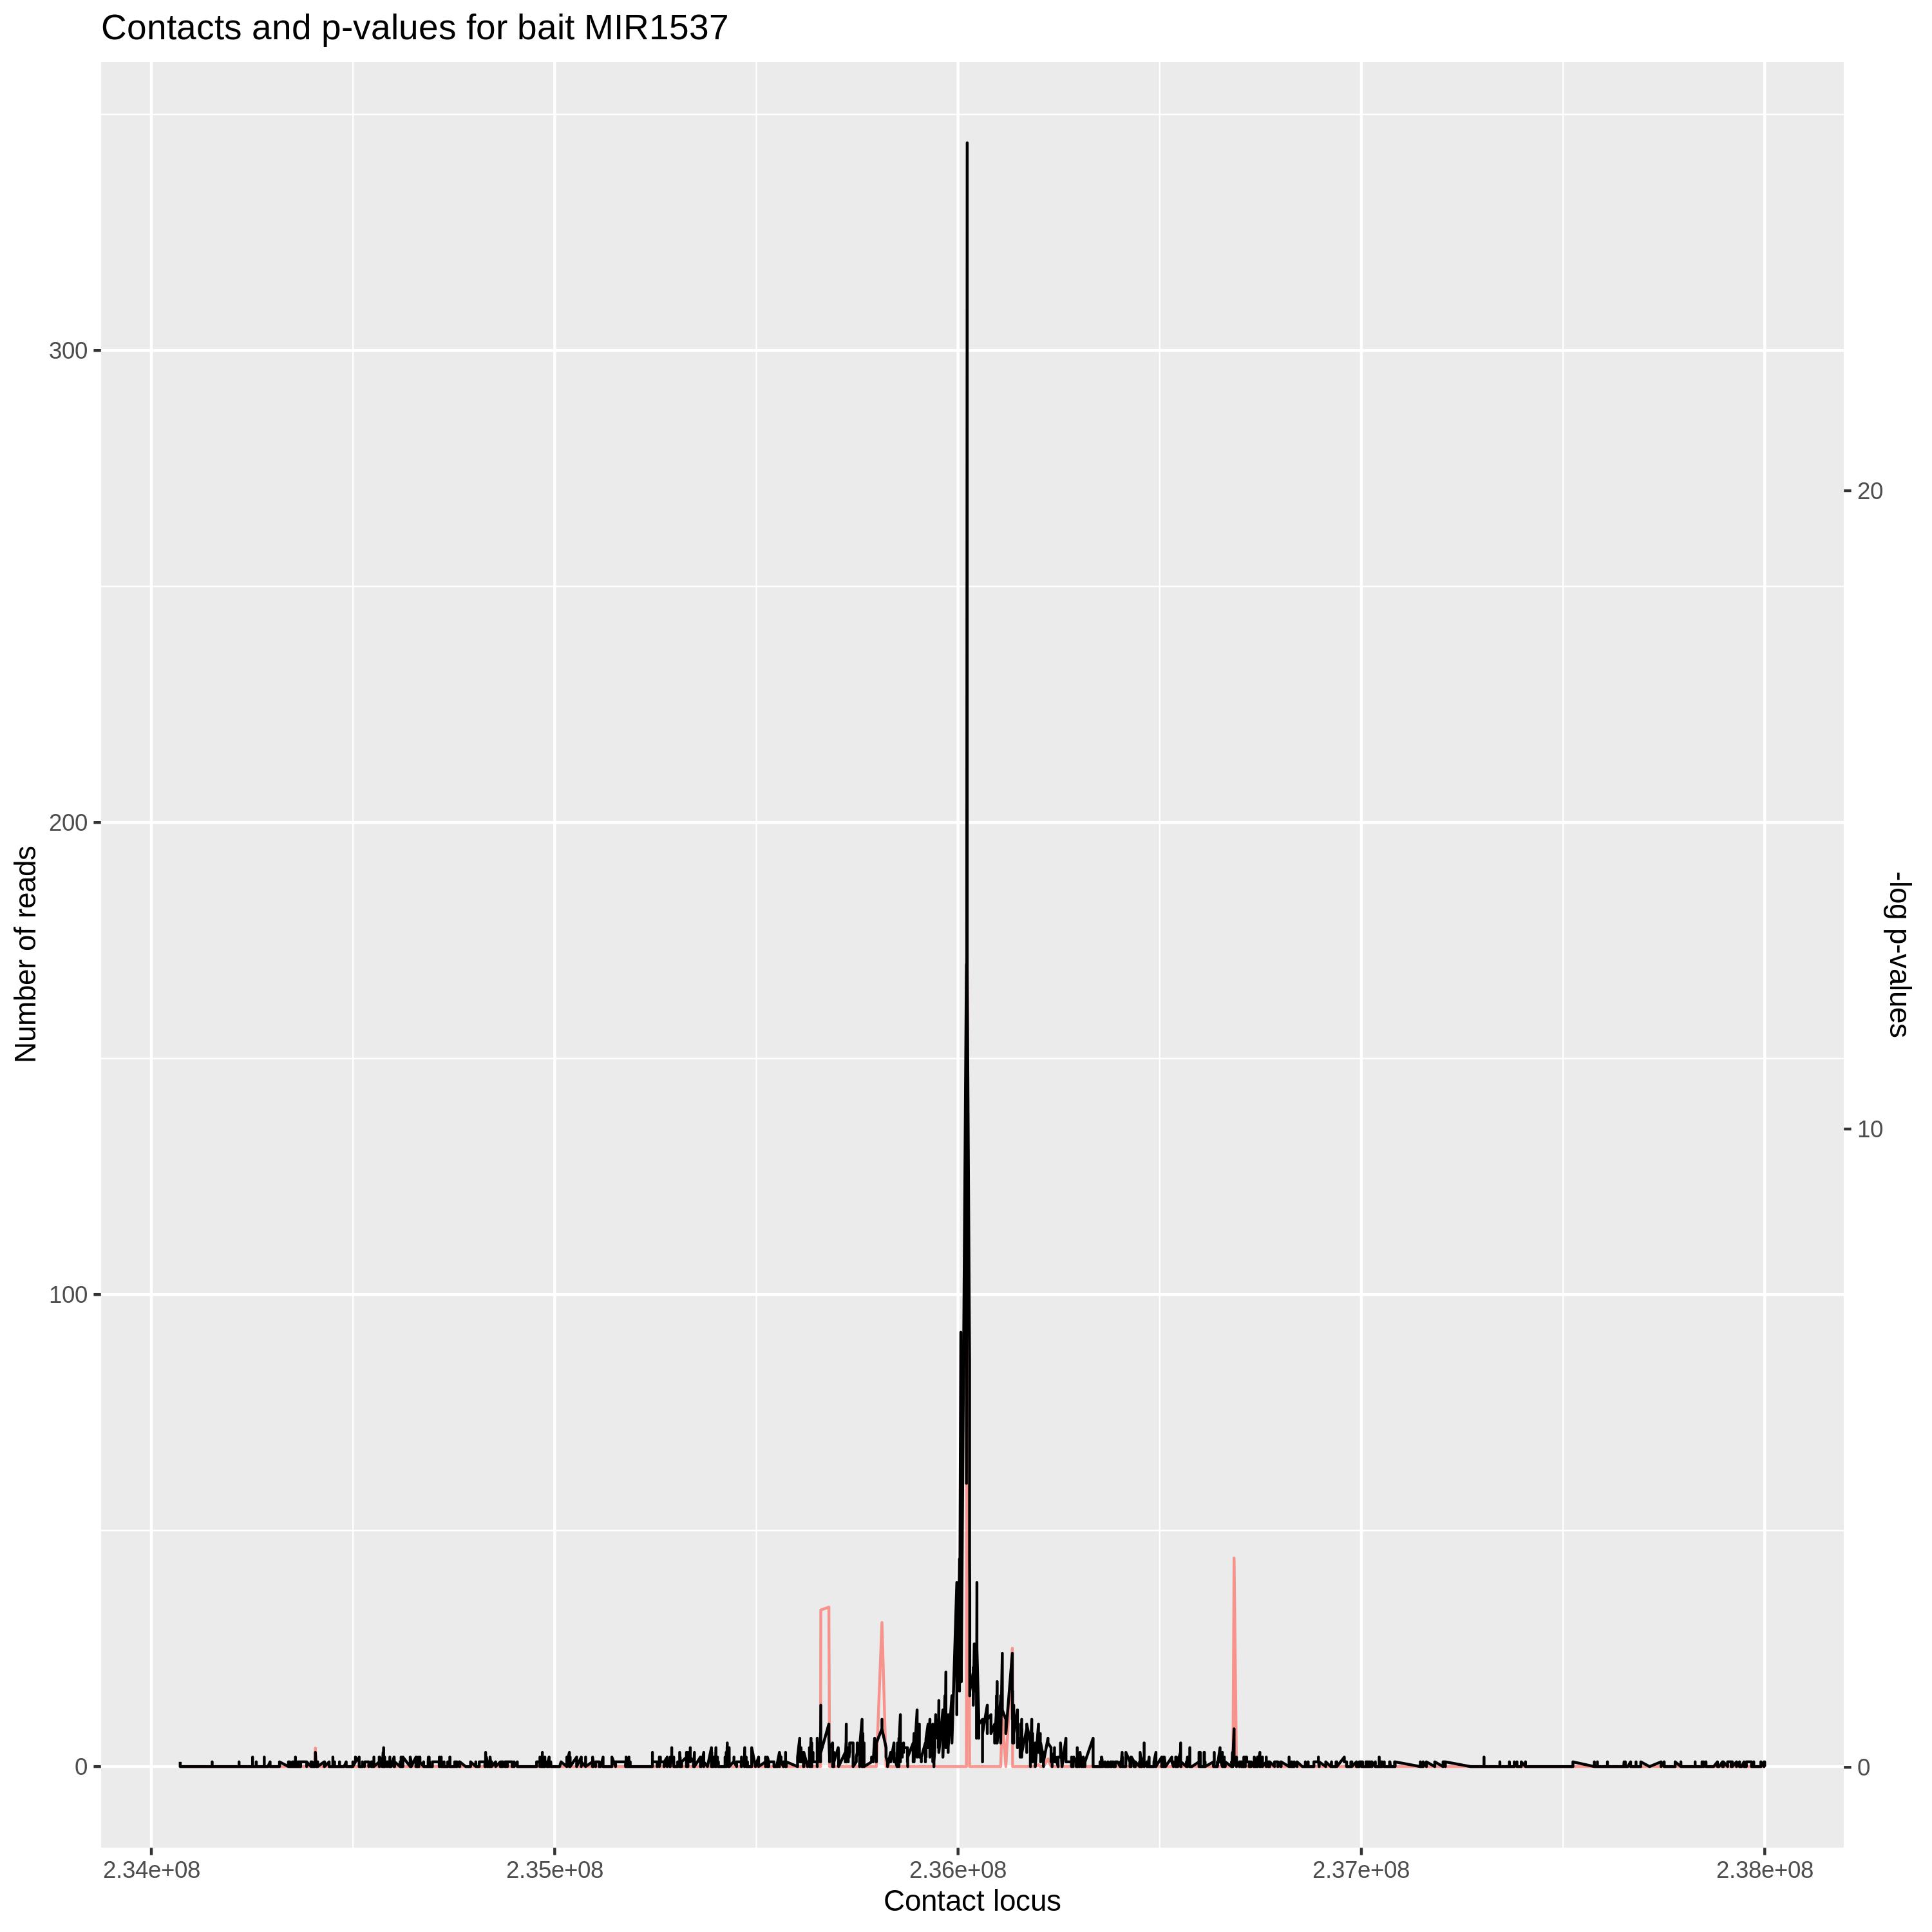 Contacts and p-values for bait MIR1537
300
200
100
0
Number of reads
20
10
0
-log p-values
2.34e+08
2.35e+08
2.36e+08
2.37e+08
2.38e+08
Contact locus